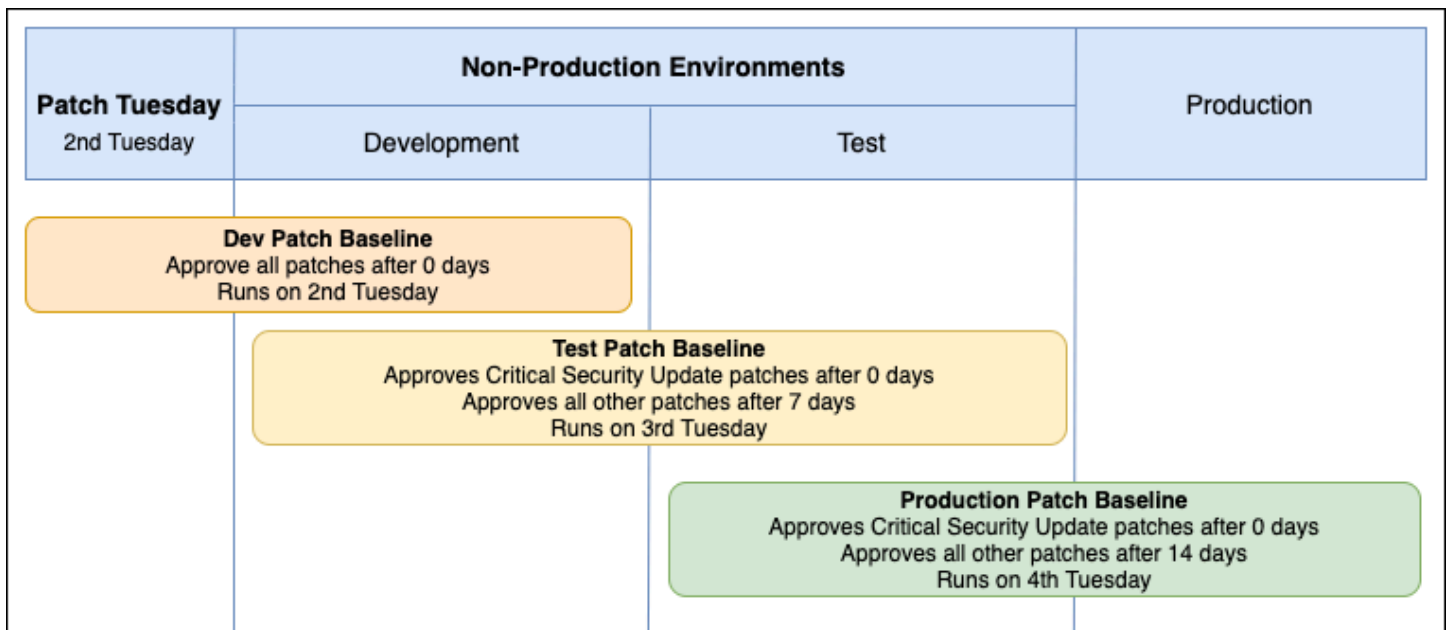 Patch Tuesday
2nd Tuesday
Non-Production Environments
Development
Test
Production
Dev Patch Baseline
Approve all patches after 0 days
Runs on 2nd Tuesday
Test Patch Baseline
Approves Critical Security Update patches after 0 days
Approves all other patches after 7 days
Runs on 3rd Tuesday
Production Patch Baseline
Approves Critical Security Update patches after 0 days
Approves all other patches after 14 days
Runs on 4th Tuesday